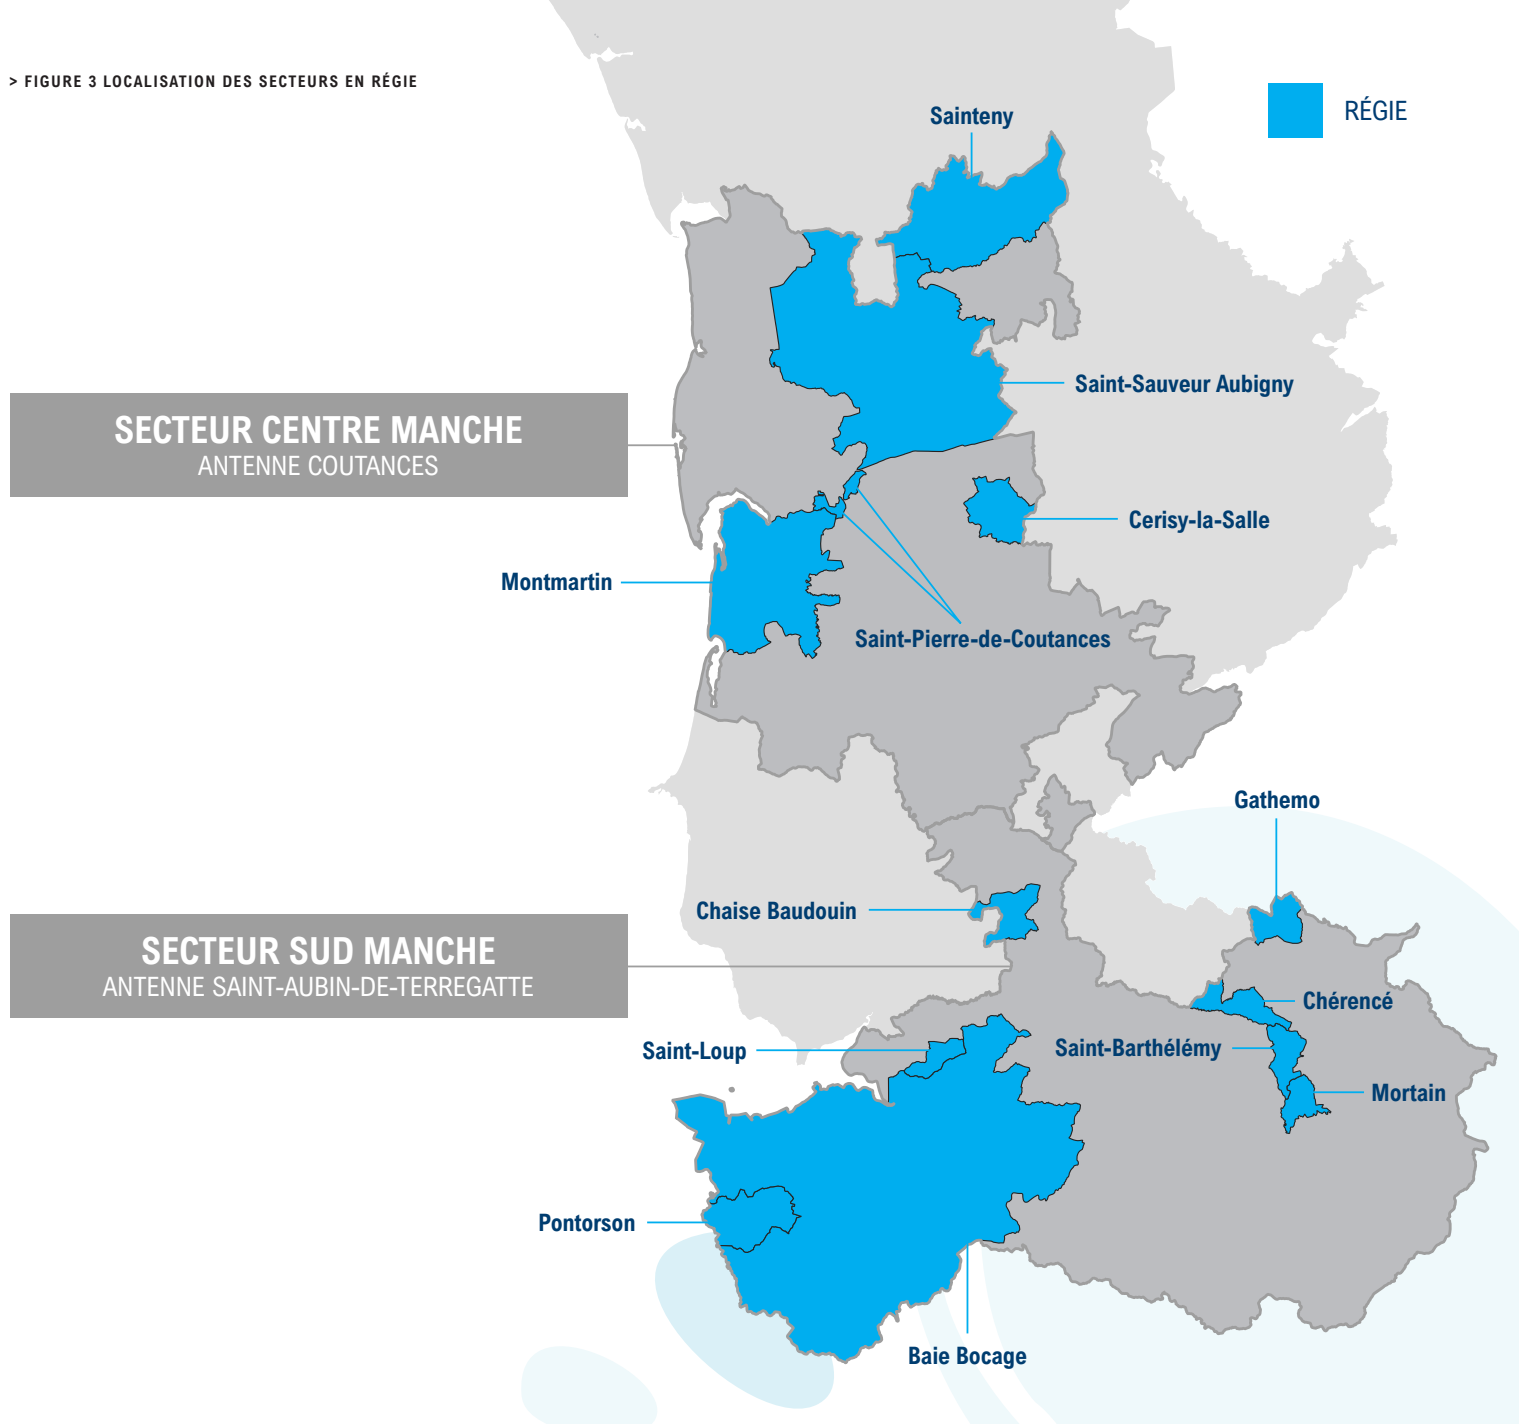 > FIGURE 3 LOCALISATION DES SECTEURS EN RÉGIE
RÉGIE
Sainteny
Saint-Sauveur Aubigny
SECTEUR CENTRE MANCHE
ANTENNE COUTANCES
Cerisy-la-Salle
Montmartin
Saint-Pierre-de-Coutances
Gathemo
Chaise Baudouin
SECTEUR SUD MANCHE
ANTENNE SAINT-AUBIN-DE-TERREGATTE
Chérencé
Saint-Loup
Saint-Barthélémy
Mortain
Pontorson
Baie Bocage